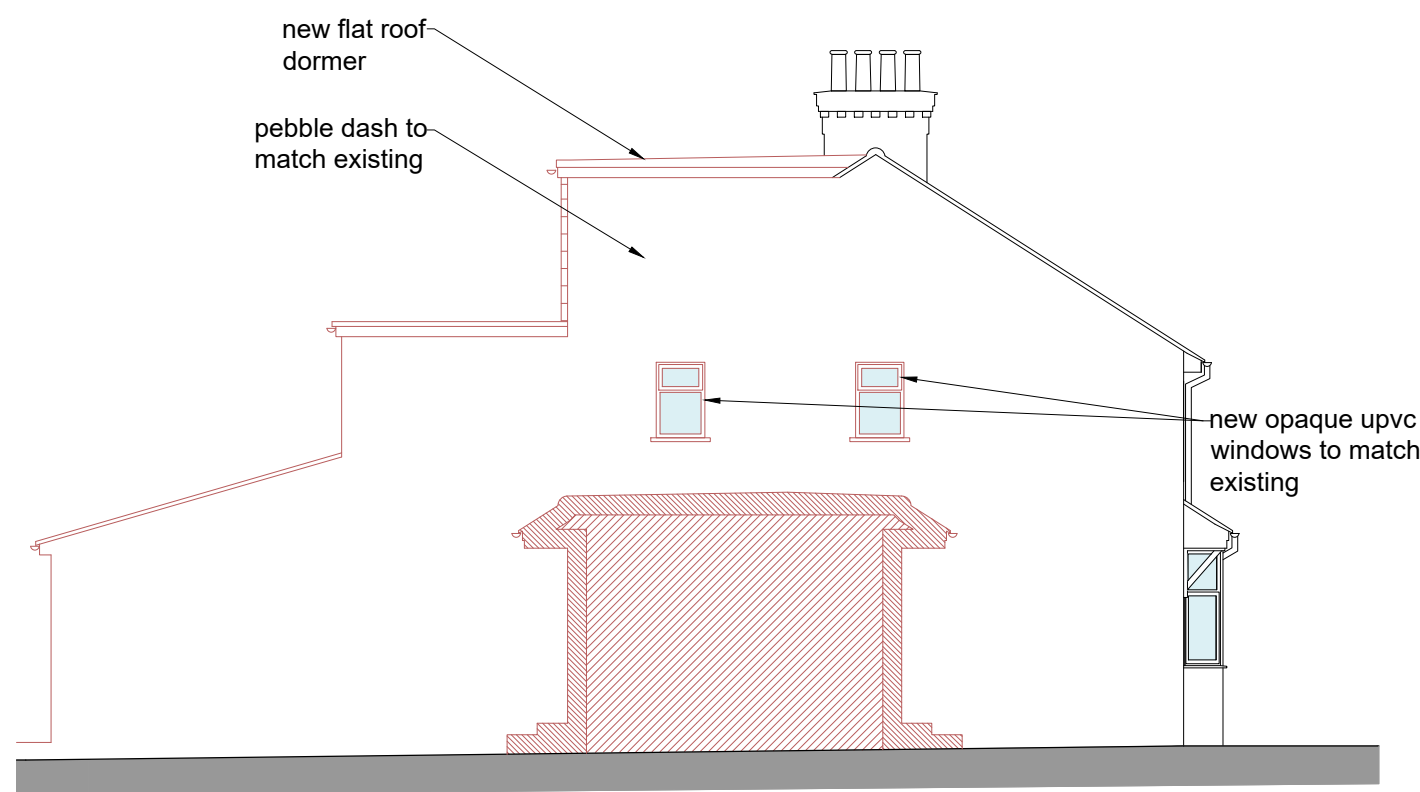 new flat roof
dormer
pebble dash to
match existing
new opaque upvc
windows to match
existing